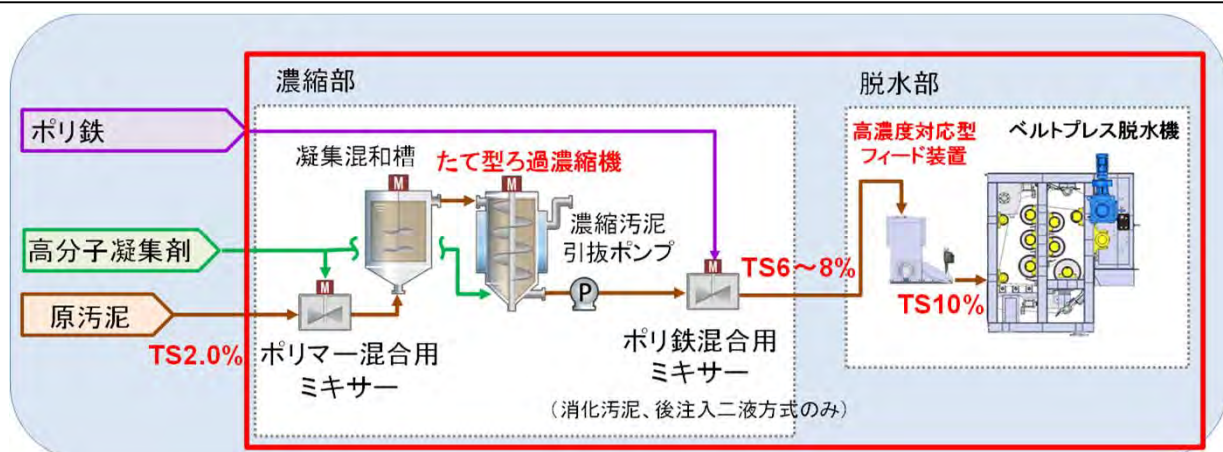 濃縮部
脱水部
ポリ鉄
高分子凝集剤
原汚泥
TS2.0%
M
ポリマー混合用
ミキサー
凝集混和槽
M
たて型ろ過濃縮機
M
濃縮汚泥
引抜ポンプ
P
M
ポリ鉄混合用
ミキサー
（消化汚泥、後注入二液方式のみ）
TS6～8%
高濃度対応型
フィード装置
TS10%
ベルトプレス脱水機